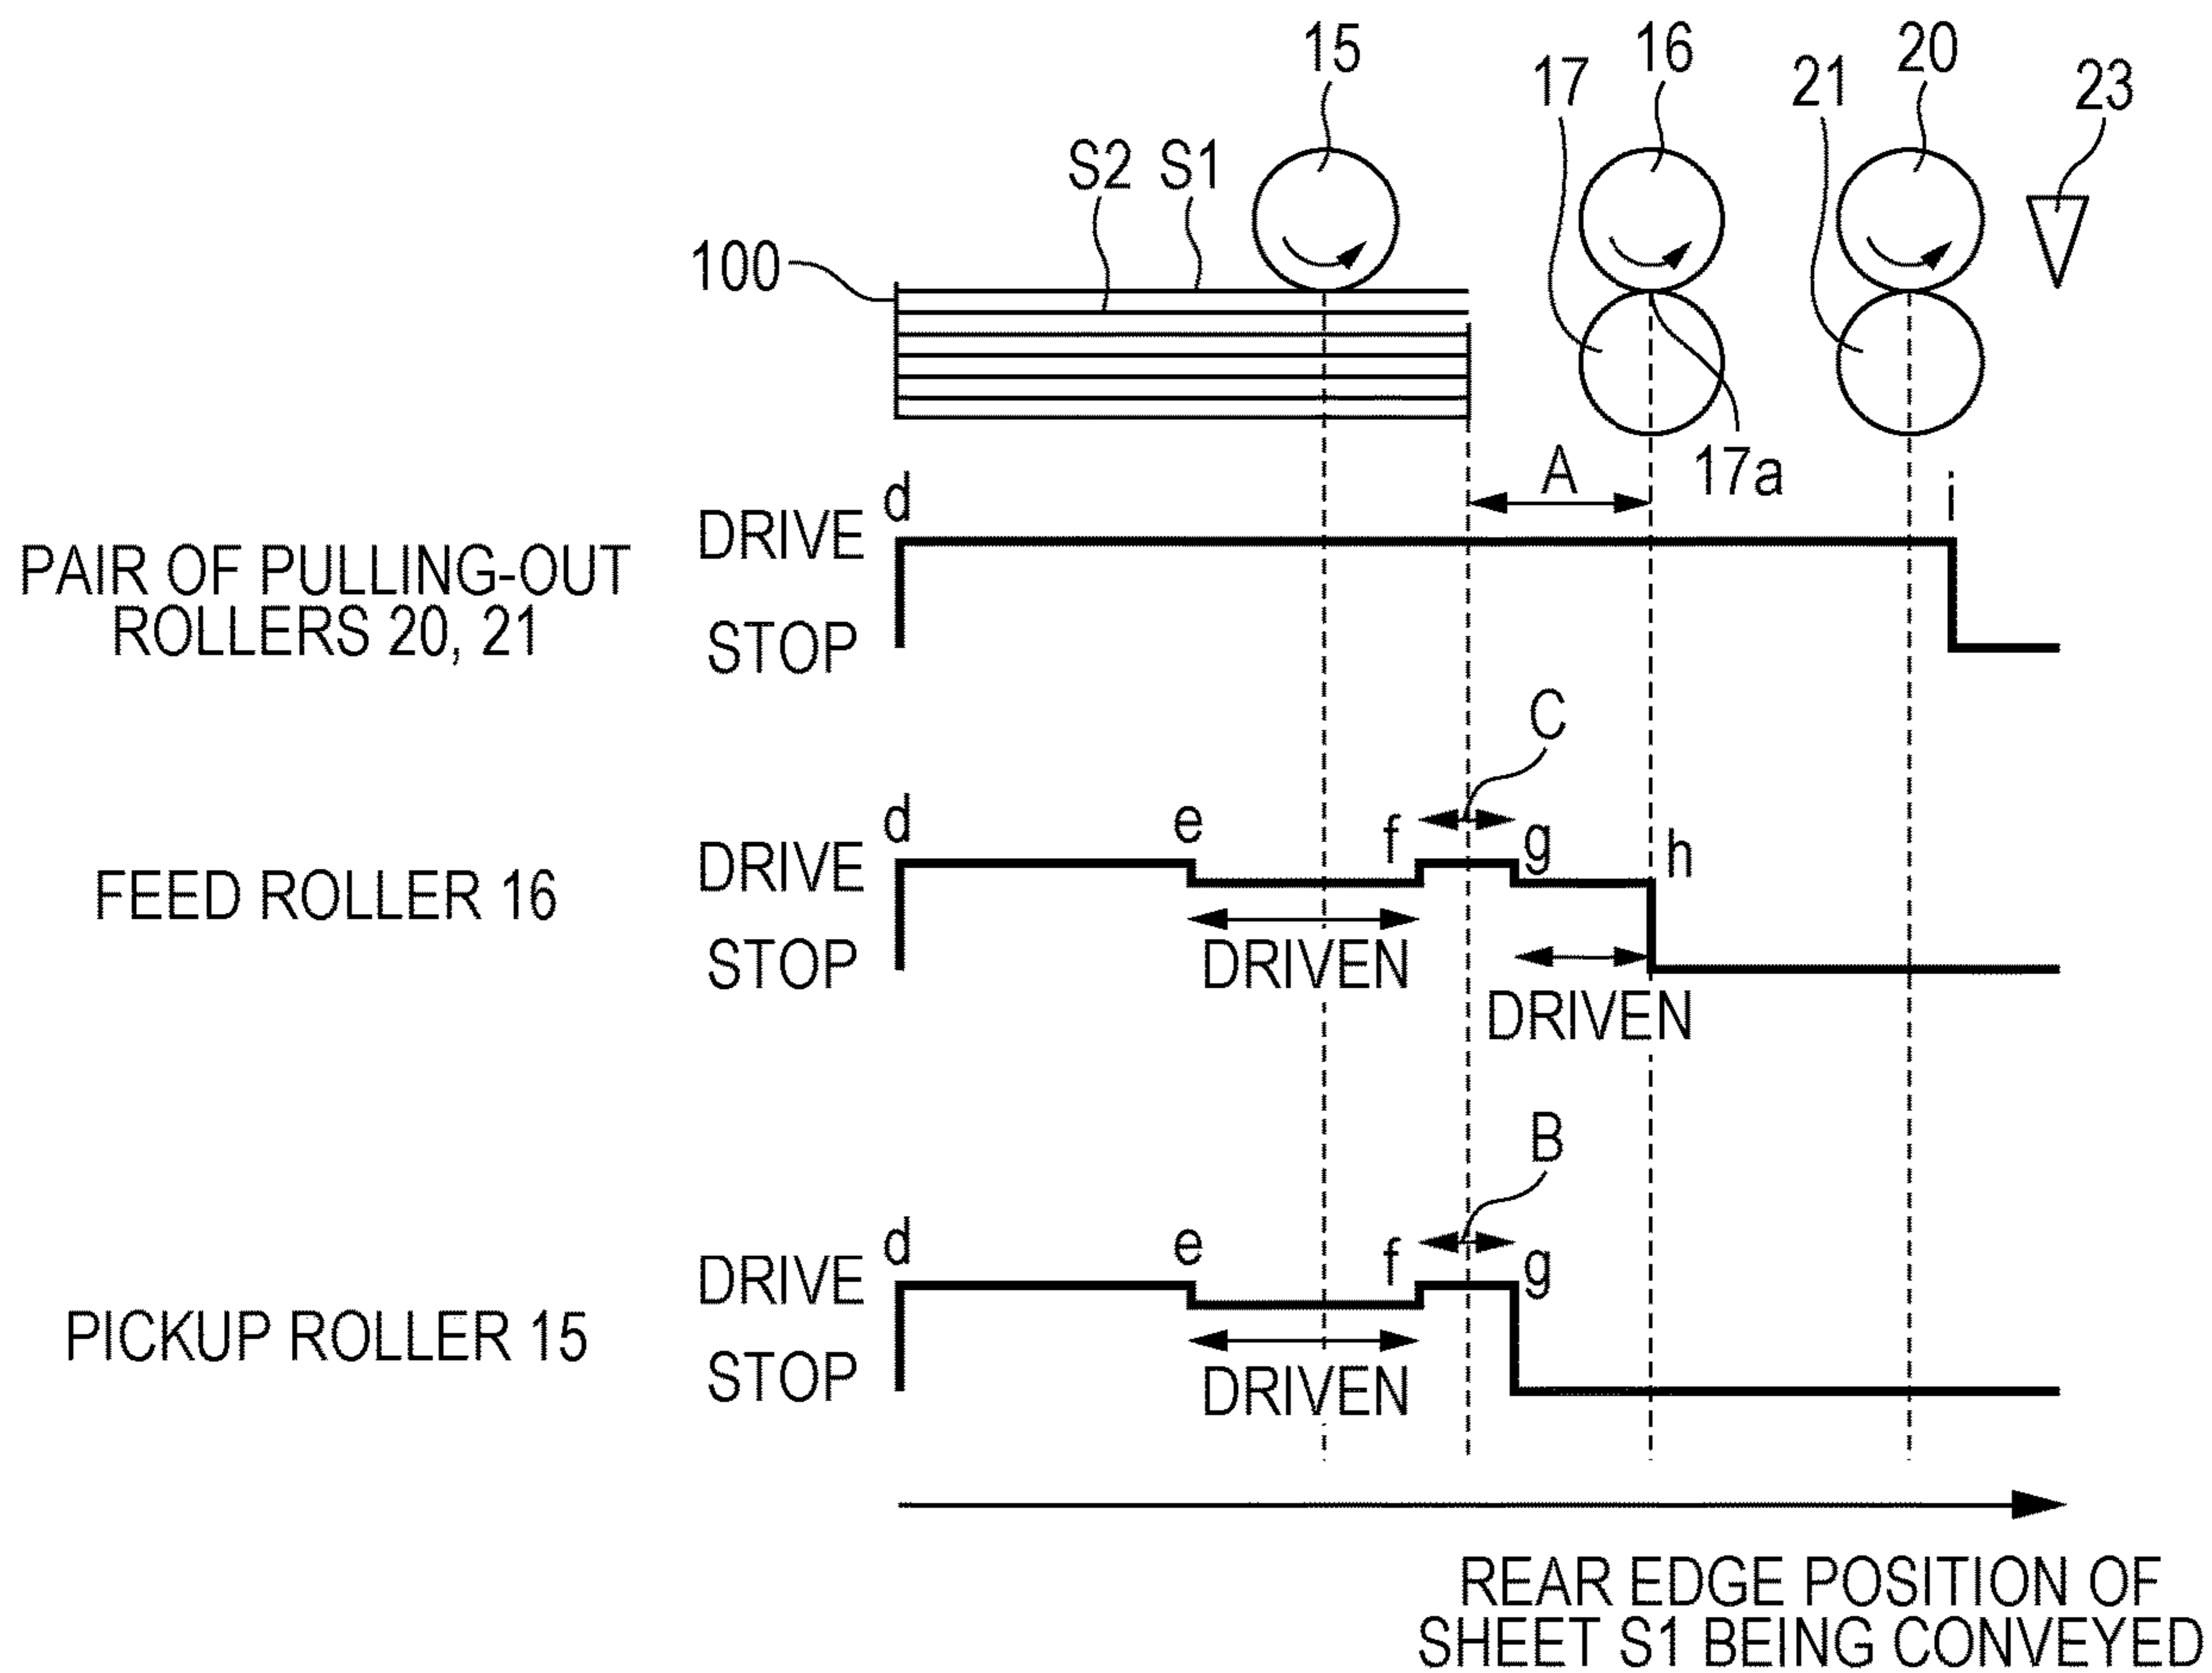 15
16
20
17
21
23
S2
S1
100
17a
A
d
i
DRIVE
PAIR OF PULLING-OUT
ROLLERS 20, 21
STOP
C
d
e
f
g
h
DRIVE
FEED ROLLER 16
STOP
DRIVEN
DRIVEN
B
d
e
f
g
DRIVE
PICKUP ROLLER 15
STOP
DRIVEN
REAR EDGE POSITION OF
SHEET S1 BEING CONVEYED